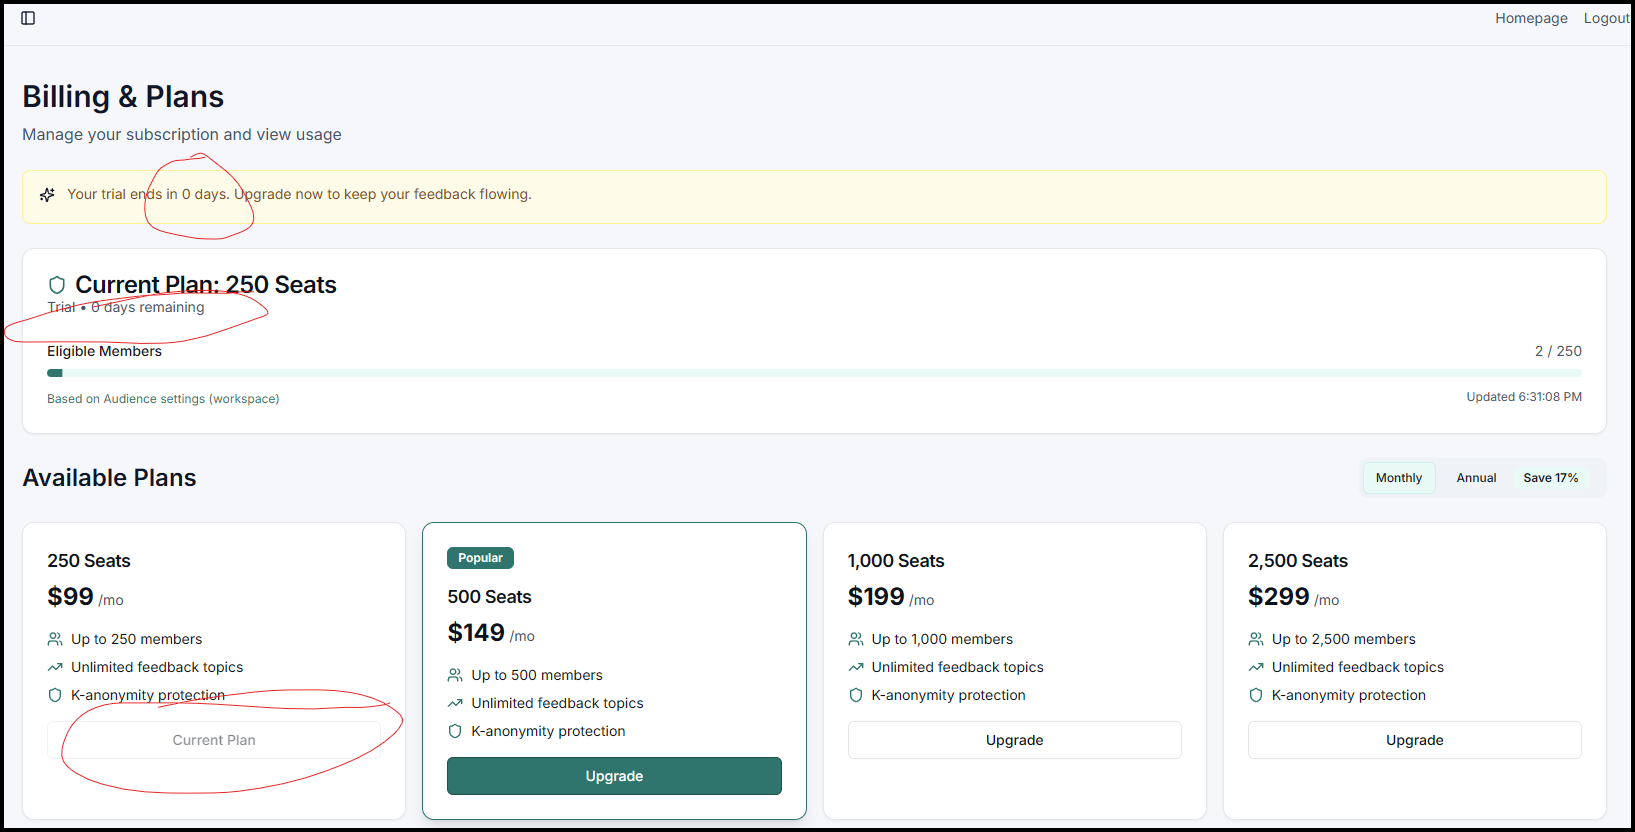 Homepage Logout
Billing & Plans
Manage your subscription and view usage
Your trial ends in 0 days. Upgrade now to keep your feedback flowing.
Current Plan: 250 Seats
Trial • 0 days remaining
Eligible Members 2 / 250
Based on Audience settings (workspace) Updated 6:31:08 PM
Available Plans Monthly Annual Save 17%
250 Seats
$99 /mo
Up to 250 members
Unlimited feedback topics
K-anonymity protection
Current Plan
Popular
500 Seats
$149 /mo
Up to 500 members
Unlimited feedback topics
K-anonymity protection
Upgrade
1,000 Seats
$199 /mo
Up to 1,000 members
Unlimited feedback topics
K-anonymity protection
Upgrade
2,500 Seats
$299 /mo
Up to 2,500 members
Unlimited feedback topics
K-anonymity protection
Upgrade